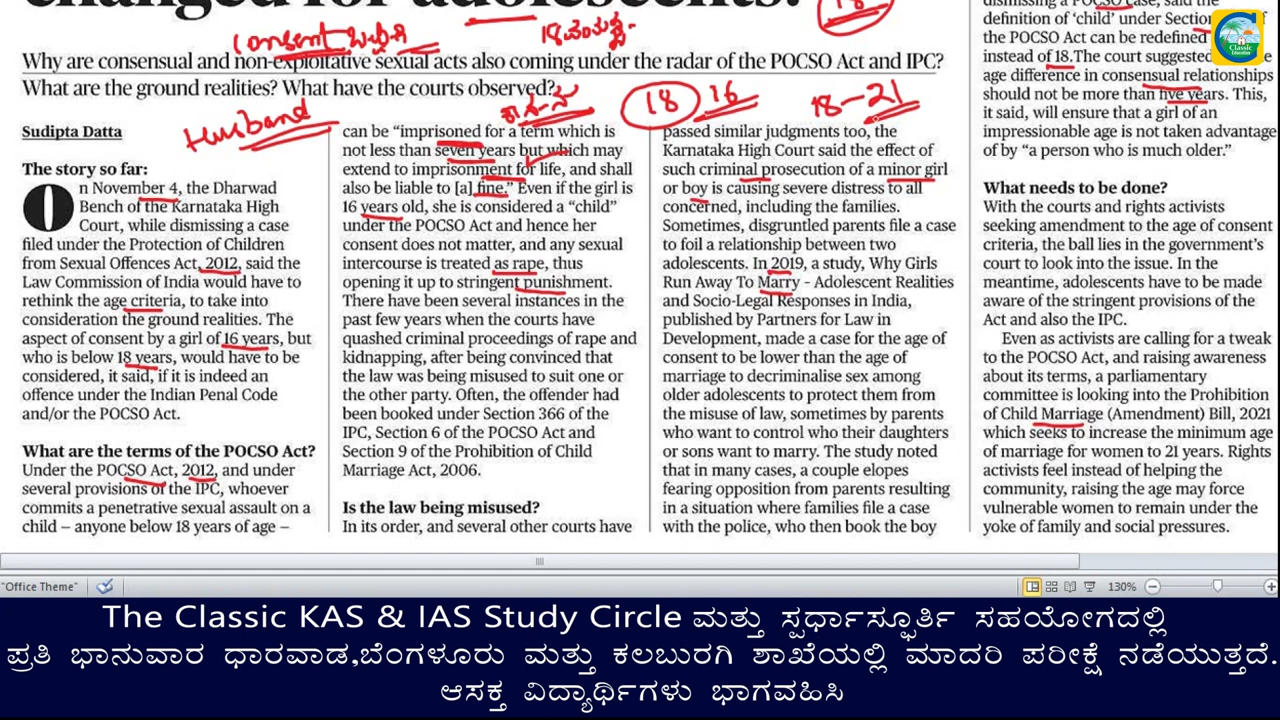 changed for adolescents?
18
Consent
Why are consensual and non-exploitative sexual acts also coming under the radar of the POCSO Act and IPC?
What are the ground realities? What have the courts observed?
Husband
18
16
18-21
Sudipta Datta
The story so far:
On November 4, the Dharwad
Bench of the Karnataka High
Court, while dismissing a case
filed under the Protection of Children
from Sexual Offences Act, 2012, said the
Law Commission of India would have to
rethink the age criteria, to take into
consideration the ground realities. The
aspect of consent by a girl of 16 years, but
who is below 18 years, would have to be
considered, it said, if it is indeed an
offence under the Indian Penal Code
and/or the POCSO Act.
What are the terms of the POCSO Act?
Under the POCSO Act, 2012, and under
several provisions of the IPC, whoever
commits a penetrative sexual assault on a
child – anyone below 18 years of age –
can be “imprisoned for a term which is
not less than seven years but which may
extend to imprisonment for life, and shall
also be liable to [a] fine.” Even if the girl is
16 years old, she is considered a “child”
under the POCSO Act and hence her
consent does not matter, and any sexual
intercourse is treated as rape, thus
opening it up to stringent punishment.
There have been several instances in the
past few years when the courts have
quashed criminal proceedings of rape and
kidnapping, after being convinced that
the law was being misused to suit one or
the other party. Often, the offender had
been booked under Section 366 of the
IPC, Section 6 of the POCSO Act and
Section 9 of the Prohibition of Child
Marriage Act, 2006.
Is the law being misused?
In its order, and several other courts have
passed similar judgments too, the
Karnataka High Court said the effect of
such criminal prosecution of a minor girl
or boy is causing severe distress to all
concerned, including the families.
Sometimes, disgruntled parents file a case
to foil a relationship between two
adolescents. In 2019, a study, Why Girls
Run Away To Marry - Adolescent Realities
and Socio-Legal Responses in India,
published by Partners for Law in
Development, made a case for the age of
consent to be lower than the age of
marriage to decriminalise sex among
older adolescents to protect them from
the misuse of law, sometimes by parents
who want to control who their daughters
or sons want to marry. The study noted
that in many cases, a couple elopes
fearing opposition from parents resulting
in a situation where families file a case
with the police, who then book the boy
dismissing a POCSO case, said the
definition of ‘child’ under Section of
the POCSO Act can be redefined
instead of 18.The court suggested
age difference in consensual relationships
should not be more than five years. This,
it said, will ensure that a girl of an
impressionable age is not taken advantage
of by “a person who is much older.”
What needs to be done?
With the courts and rights activists
seeking amendment to the age of consent
criteria, the ball lies in the government’s
court to look into the issue. In the
meantime, adolescents have to be made
aware of the stringent provisions of the
Act and also the IPC.
Even as activists are calling for a tweak
to the POCSO Act, and raising awareness
about its terms, a parliamentary
committee is looking into the Prohibition
of Child Marriage (Amendment) Bill, 2021
which seeks to increase the minimum age
of marriage for women to 21 years. Rights
activists feel instead of helping the
community, raising the age may force
vulnerable women to remain under the
yoke of family and social pressures.
Classic
Education
"Office Theme"
130%
The Classic KAS & IAS Study Circle ಮತ್ತು ಸ್ಪರ್ಧಾಸ್ಫೂರ್ತಿ ಸಹಯೋಗದಲ್ಲಿ
ಪ್ರತಿ ಭಾನುವಾರ ಧಾರವಾಡ,ಬೆಂಗಳೂರು ಮತ್ತು ಕಲಬುರಗಿ ಶಾಖೆಯಲ್ಲಿ ಮಾದರಿ ಪರೀಕ್ಷೆ ನಡೆಯುತ್ತದೆ.
ಆಸಕ್ತ ವಿದ್ಯಾರ್ಥಿಗಳು ಭಾಗವಹಿಸಿ